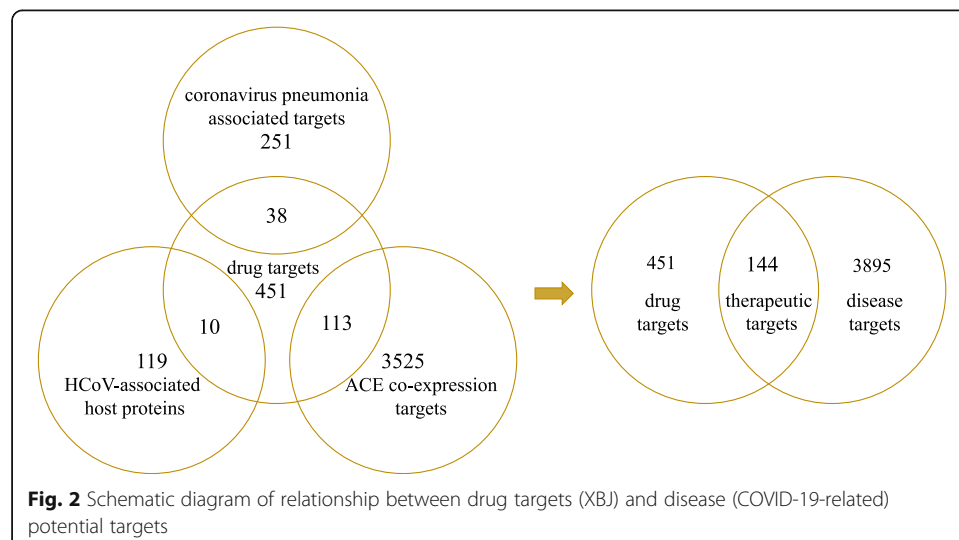 coronavirus pneumonia
associated targets
251
38
drug targets
451
10
113
119
HCoV-associated
host proteins
3525
ACE co-expression
targets
451
drug
targets
144
therapeutic
targets
3895
disease
targets
Fig. 2 Schematic diagram of relationship between drug targets (XBJ) and disease (COVID-19-related)
potential targets